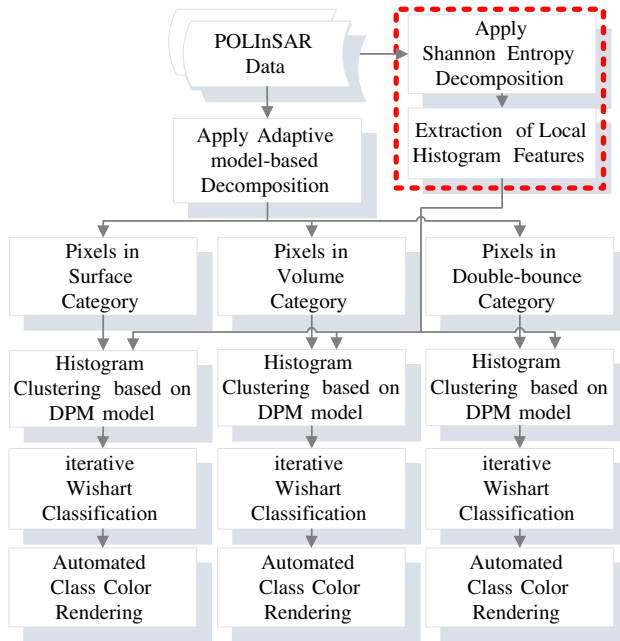 POLInSAR
Data
Apply
Shannon Entropy
Decomposition
Extraction of Local
Histogram Features
Apply Adaptive
model-based
Decomposition
Pixels in
Surface
Category
Pixels in
Volume
Category
Pixels in
Double-bounce
Category
Histogram
Clustering based on
DPM model
Histogram
Clustering based on
DPM model
Histogram
Clustering based on
DPM model
iterative
Wishart
Classification
iterative
Wishart
Classification
iterative
Wishart
Classification
Automated
Class Color
Rendering
Automated
Class Color
Rendering
Automated
Class Color
Rendering